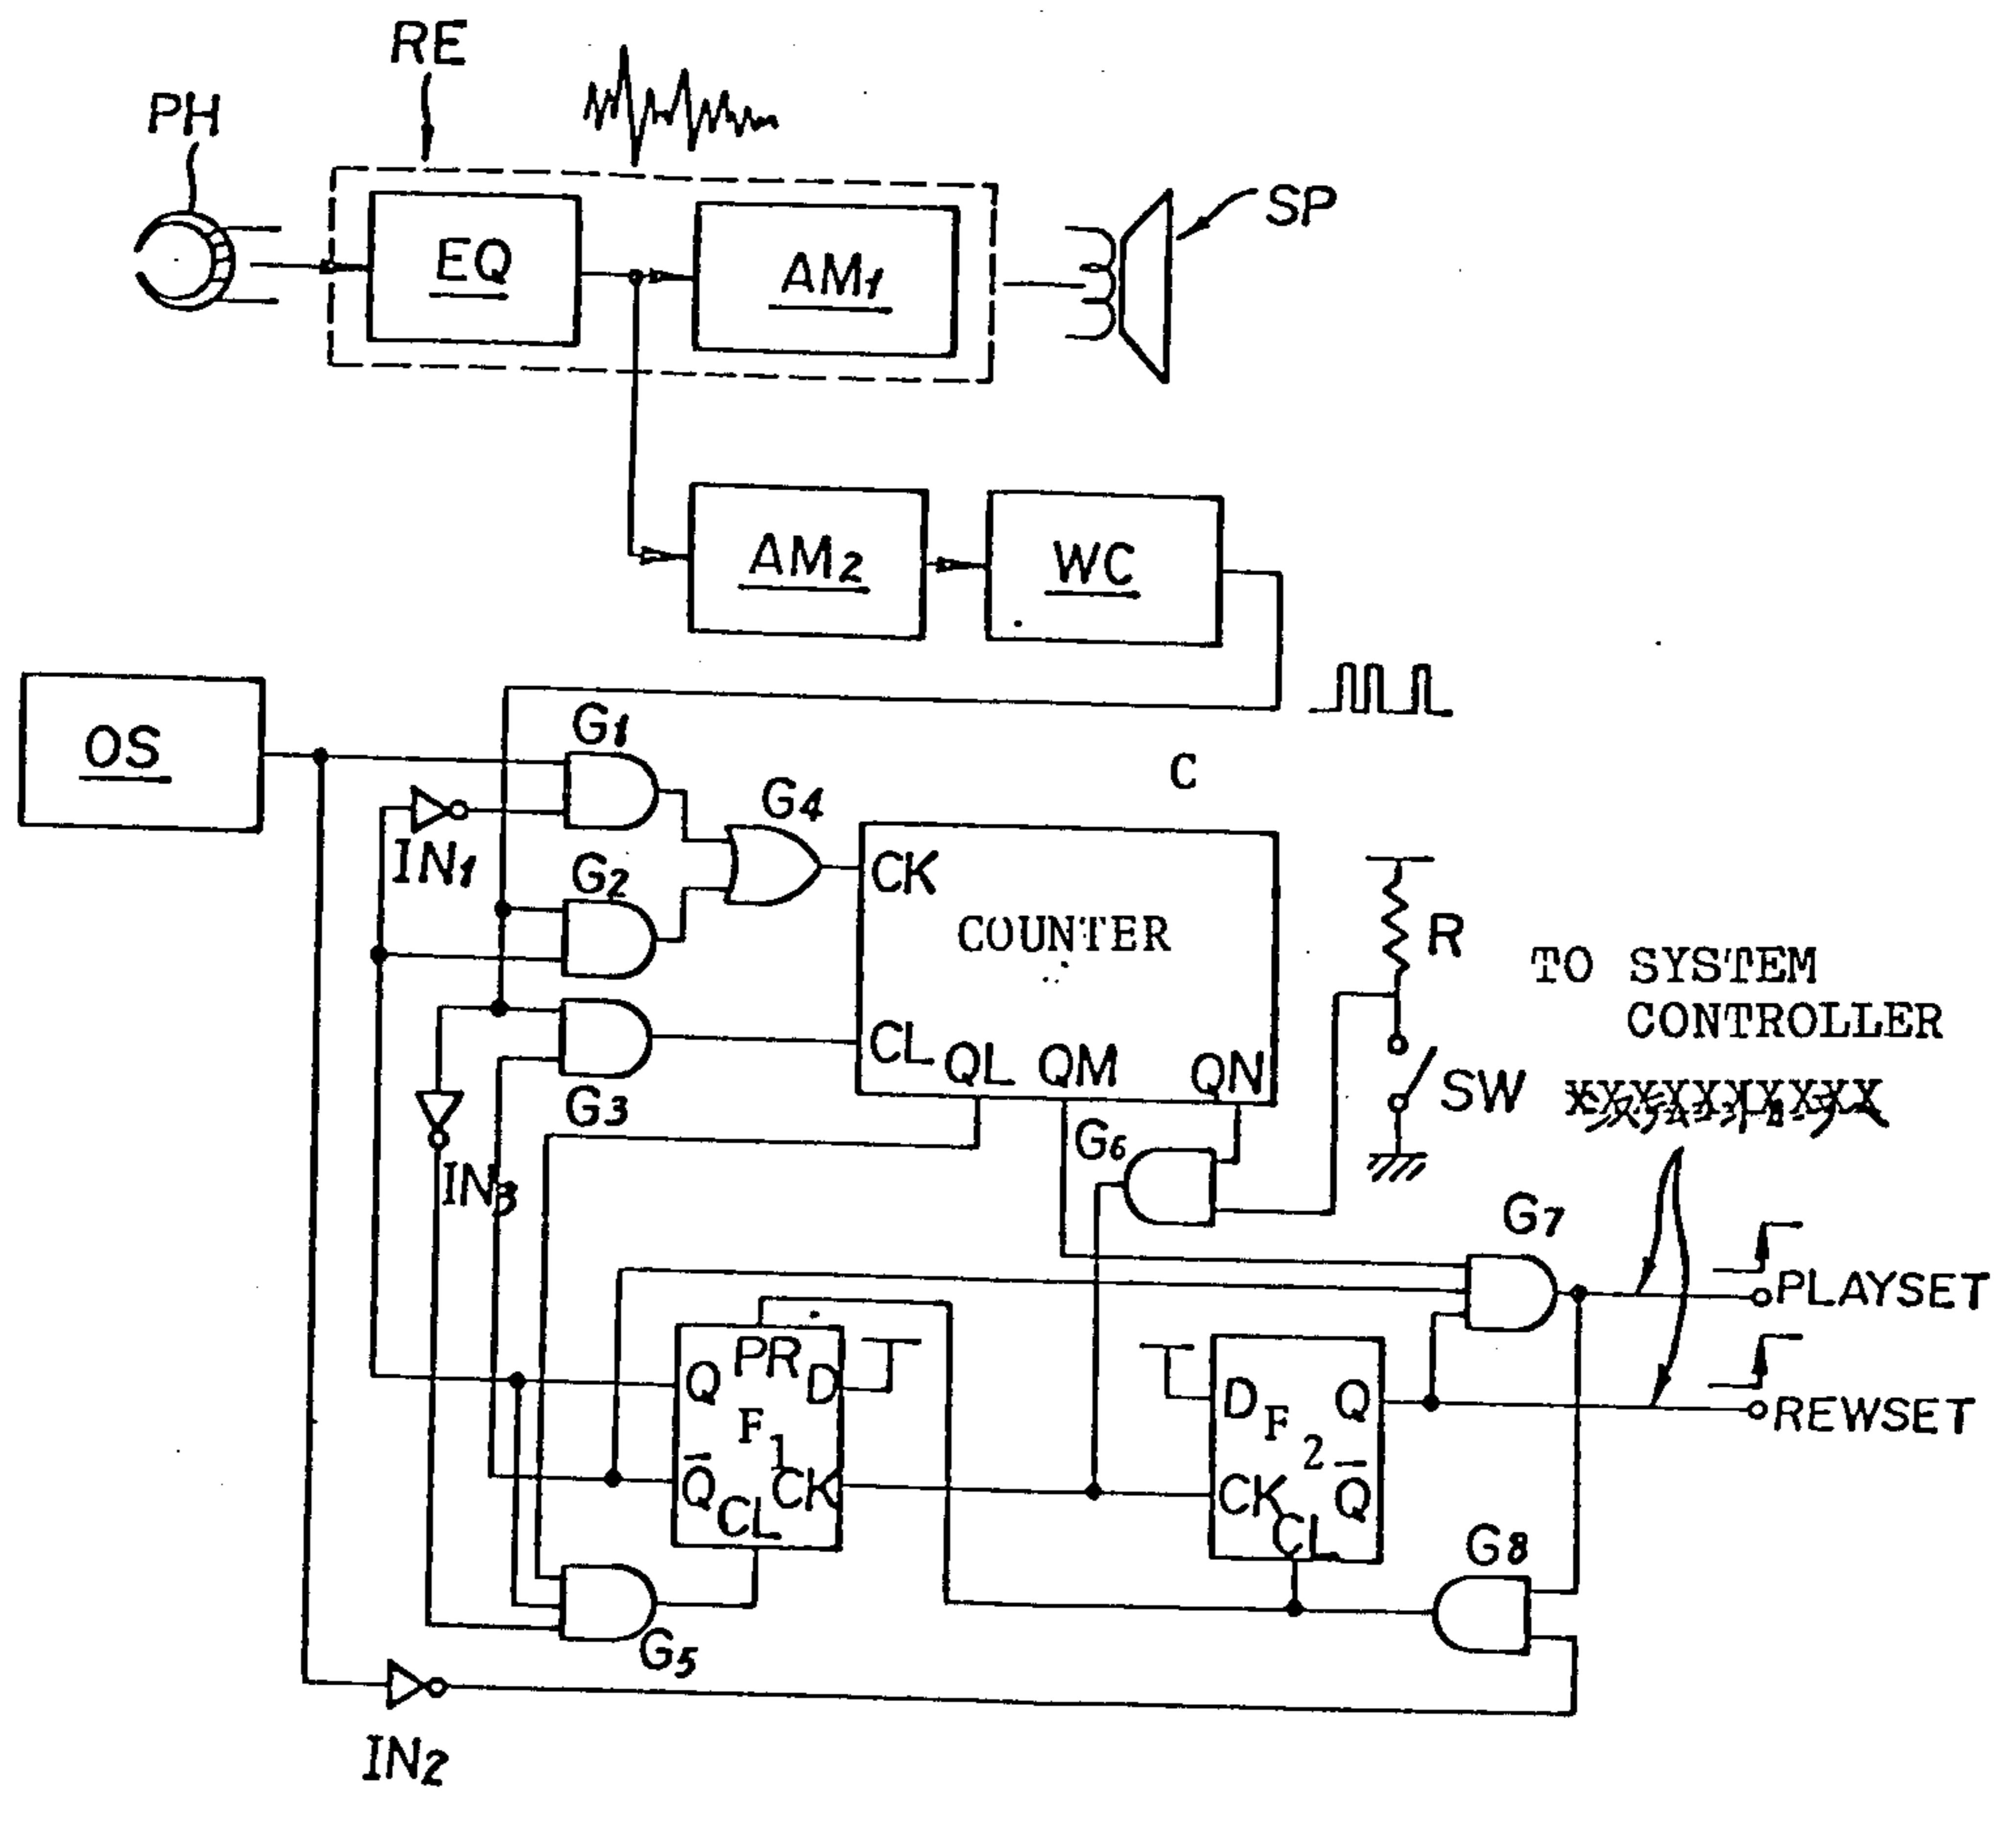 RE
PH
SP
EQ
AM1
AM2
WC
OS
G1
C
G4
IN1
G2
CK
COUNTER
R
TO SYSTEM
CONTROLLER
CL
QL
QM
QN
SW
G3
G6
IN3
G7
PLAYSET
PR
Q
D
D
F2
Q
REWSET
F1
Q̄
CK
CL
CK
Q̄
CL
G8
G5
IN2